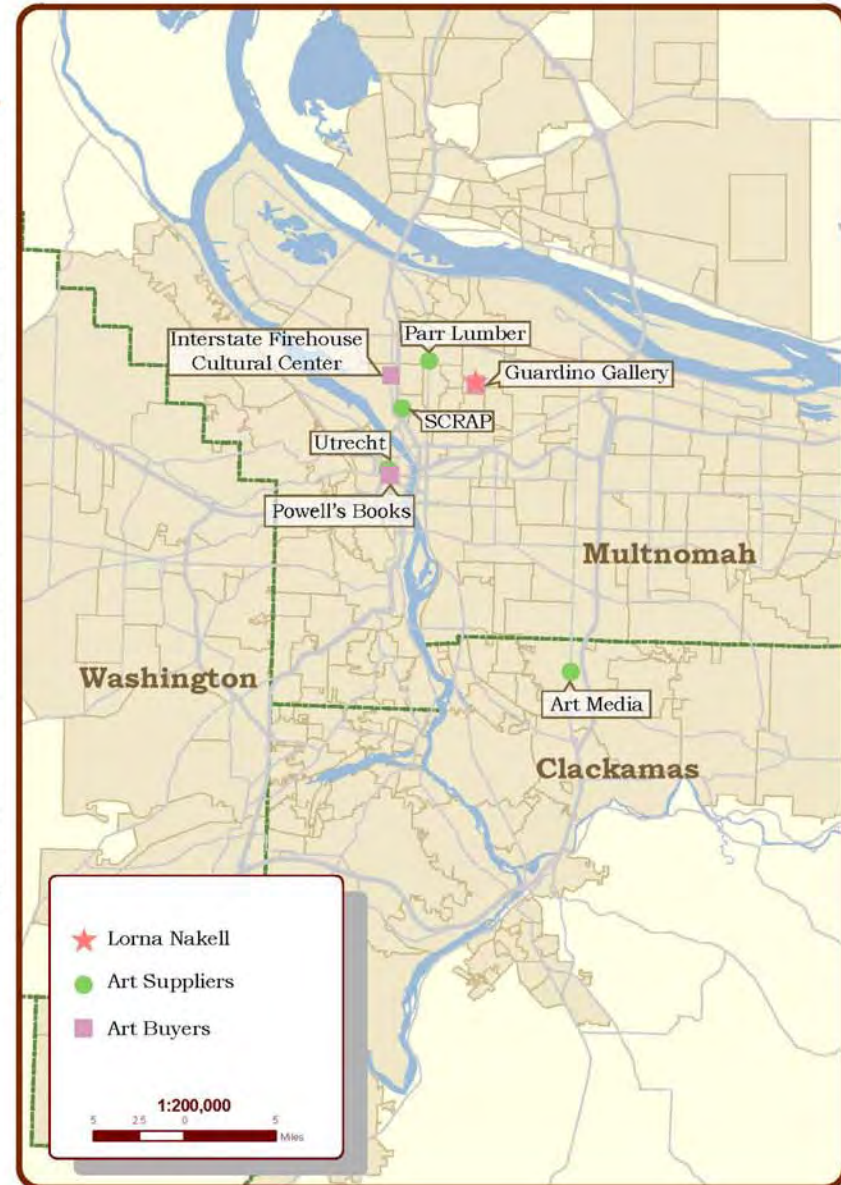 Parr Lumber
Interstate Firehouse
Cultural Center
Guardino Gallery
SCRAP
Utrecht
Powell's Books
Multnomah
Washington
Art Media
Clackamas
Lorna Nakell
Art Suppliers
Art Buyers
1:200,000
5 2.5 0 5
Miles